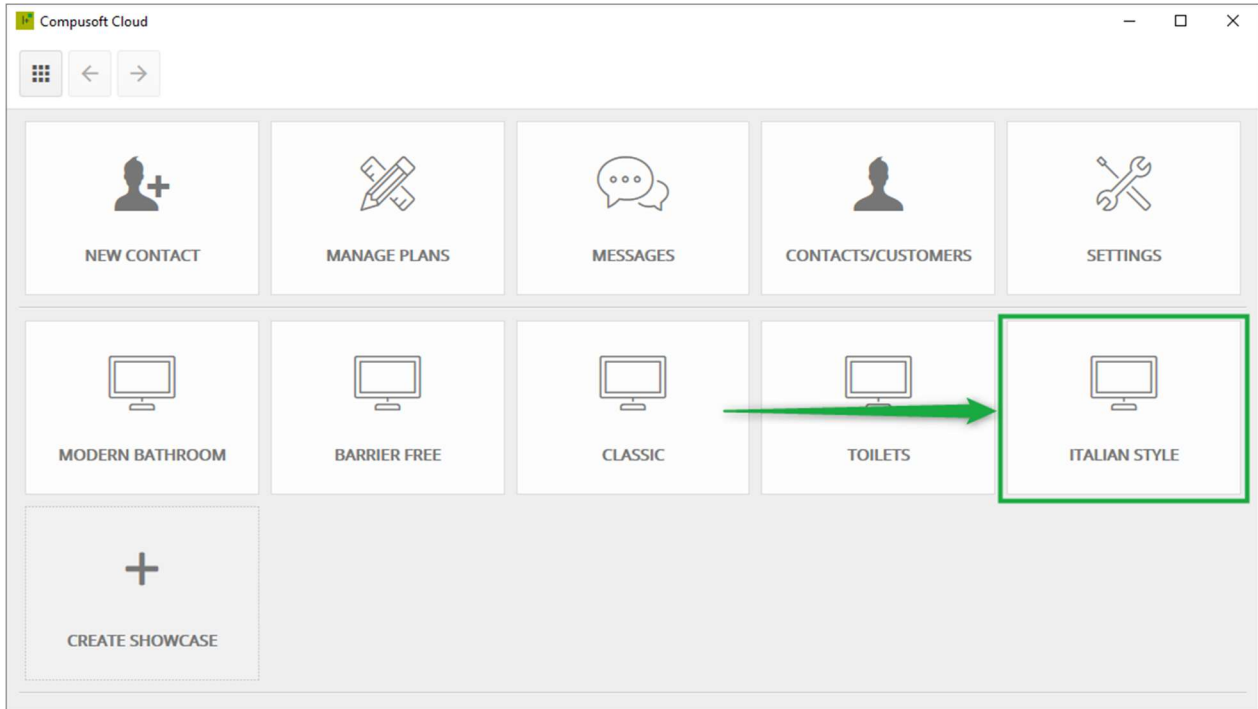 Compusoft Cloud
NEW CONTACT
MANAGE PLANS
MESSAGES
CONTACTS/CUSTOMERS
SETTINGS
MODERN BATHROOM
BARRIER FREE
CLASSIC
TOILETS
ITALIAN STYLE
CREATE SHOWCASE